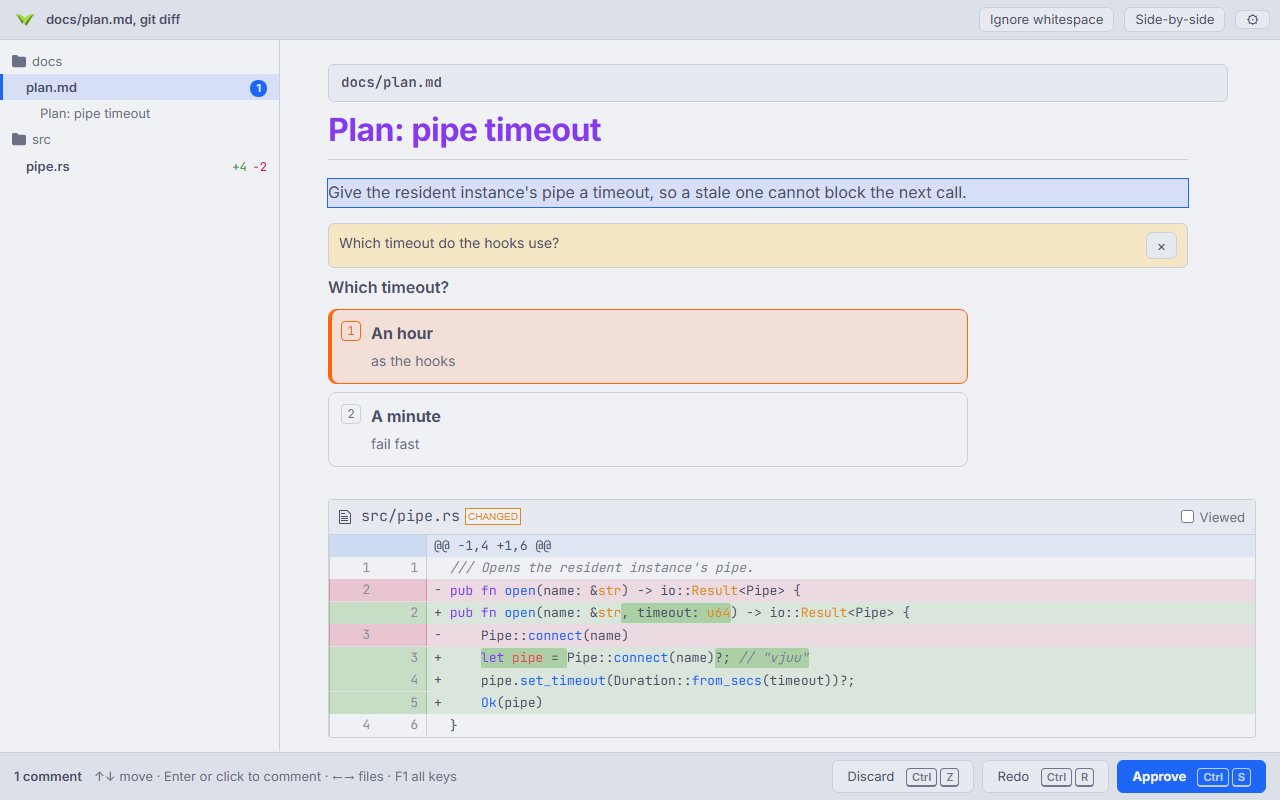 docs/plan.md, git diff
Ignore whitespace
Side-by-side
docs
plan.md 1
Plan: pipe timeout
src
pipe.rs +4 -2
docs/plan.md
Plan: pipe timeout
Give the resident instance's pipe a timeout, so a stale one cannot block the next call.
Which timeout do the hooks use? ×
Which timeout?
1 An hour
as the hooks
2 A minute
fail fast
src/pipe.rs CHANGED Viewed
@@ -1,4 +1,6 @@
1 1 /// Opens the resident instance's pipe.
2 - pub fn open(name: &str) -> io::Result<Pipe> {
2 + pub fn open(name: &str, timeout: u64) -> io::Result<Pipe> {
3 - Pipe::connect(name)
3 + let pipe = Pipe::connect(name)?; // "vjuu"
4 + pipe.set_timeout(Duration::from_secs(timeout))?;
5 + Ok(pipe)
4 6 }
1 comment ↑↓ move · Enter or click to comment · ←→ files · F1 all keys
Discard Ctrl Z
Redo Ctrl R
Approve Ctrl S